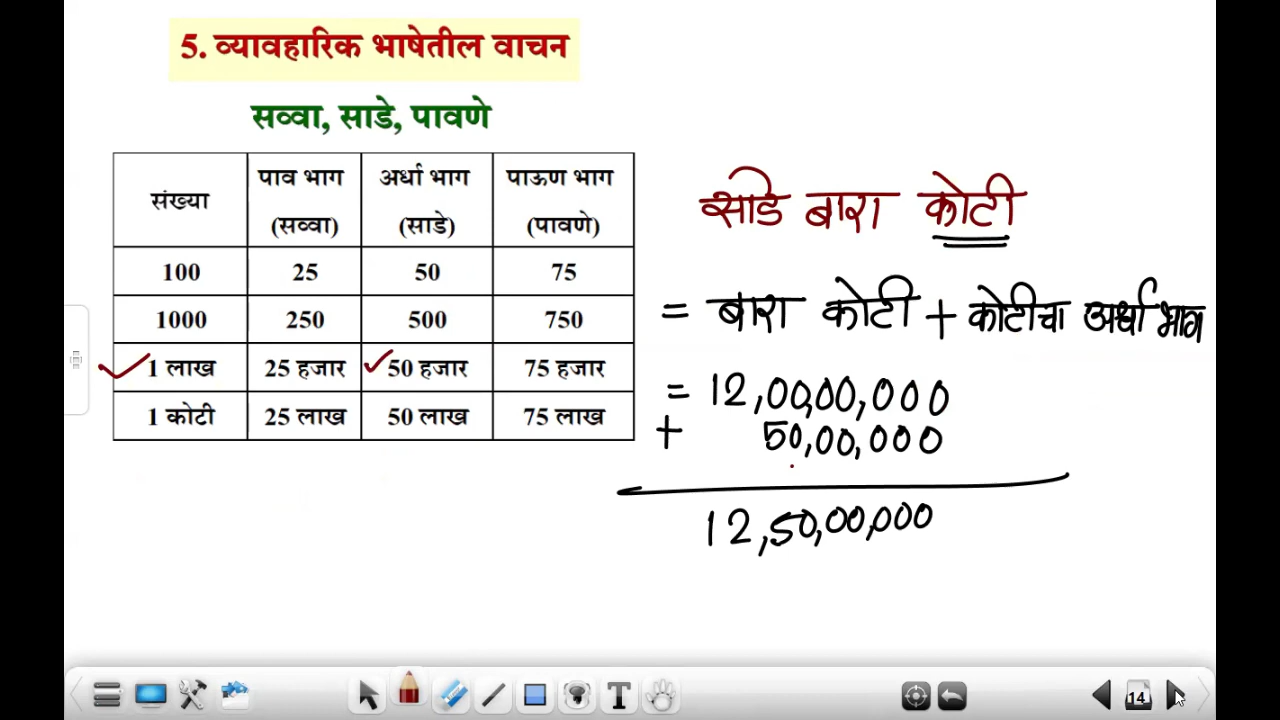 5. व्यावहारिक भाषेतील वाचन
सव्वा, साडे, पावणे
संख्या पाव भाग (सव्वा) अर्धा भाग (साडे) पाऊण भाग (पावणे)
100 25 50 75
1000 250 500 750
1 लाख 25 हजार 50 हजार 75 हजार
1 कोटी 25 लाख 50 लाख 75 लाख
साडे बारा कोटी
= बारा कोटी + कोटीचा अर्धा भाग
= 12,00,00,000
+ 50,00,000
12,50,00,000
14